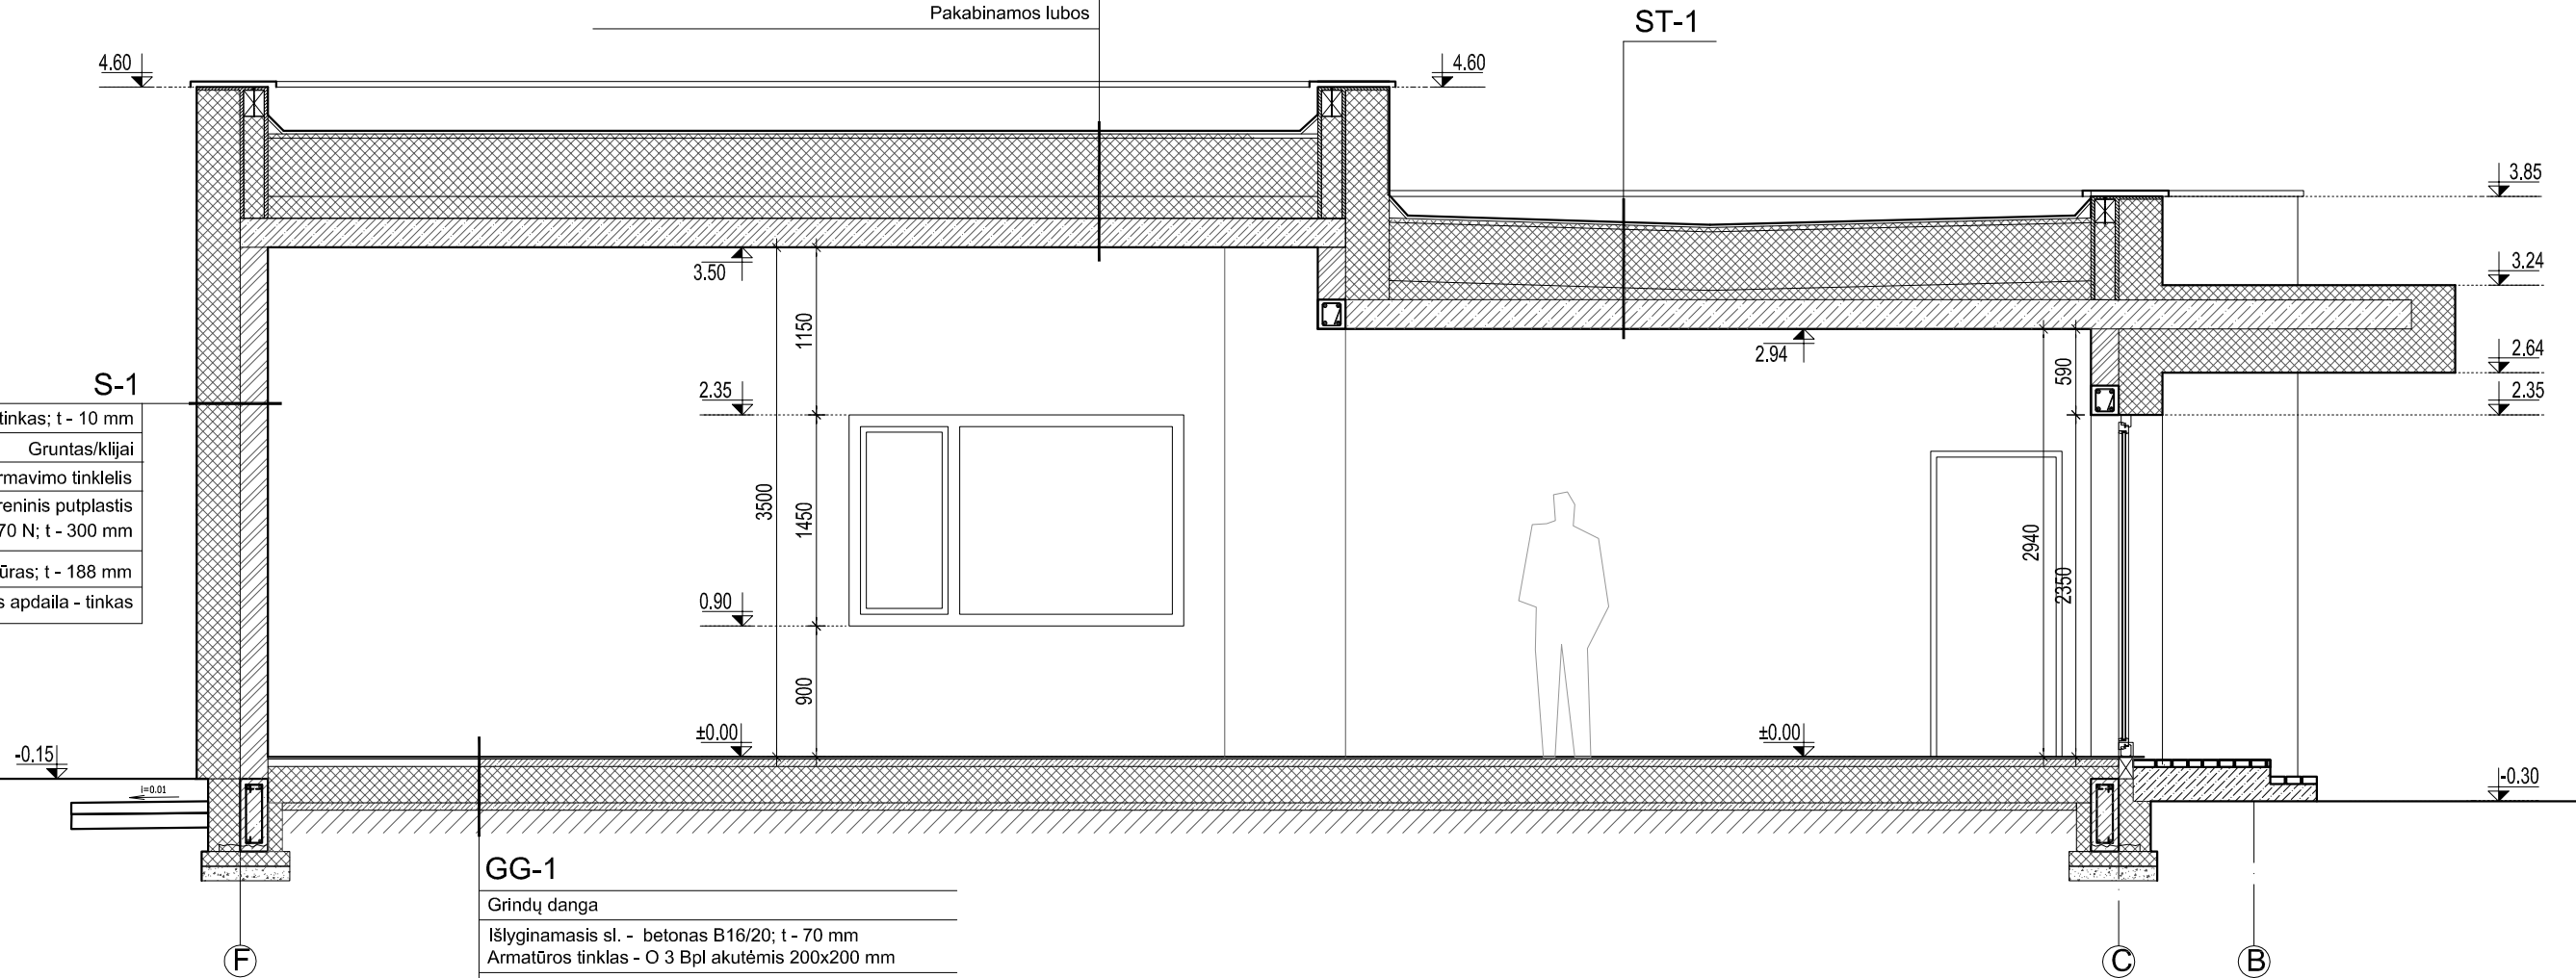 Pakabinamos lubos
ST-1
4.60
4.60
3.85
3.50
3.24
1150
2.94
2.64
590
2.35
2.35
S-1
tinkas; t - 10 mm
Gruntas/klijai
rmavimo tinklelis
reninis putplastis
70 N; t - 300 mm
ūras; t - 188 mm
s apdaila - tinkas
3500
1450
2940
2350
0.90
900
±0.00
±0.00
-0.15
i=0.01
-0.30
GG-1
Grindų danga
Išlyginamasis sl. - betonas B16/20; t - 70 mm
Armatūros tinklas - O 3 Bpl akutėmis 200x200 mm
F
C
B